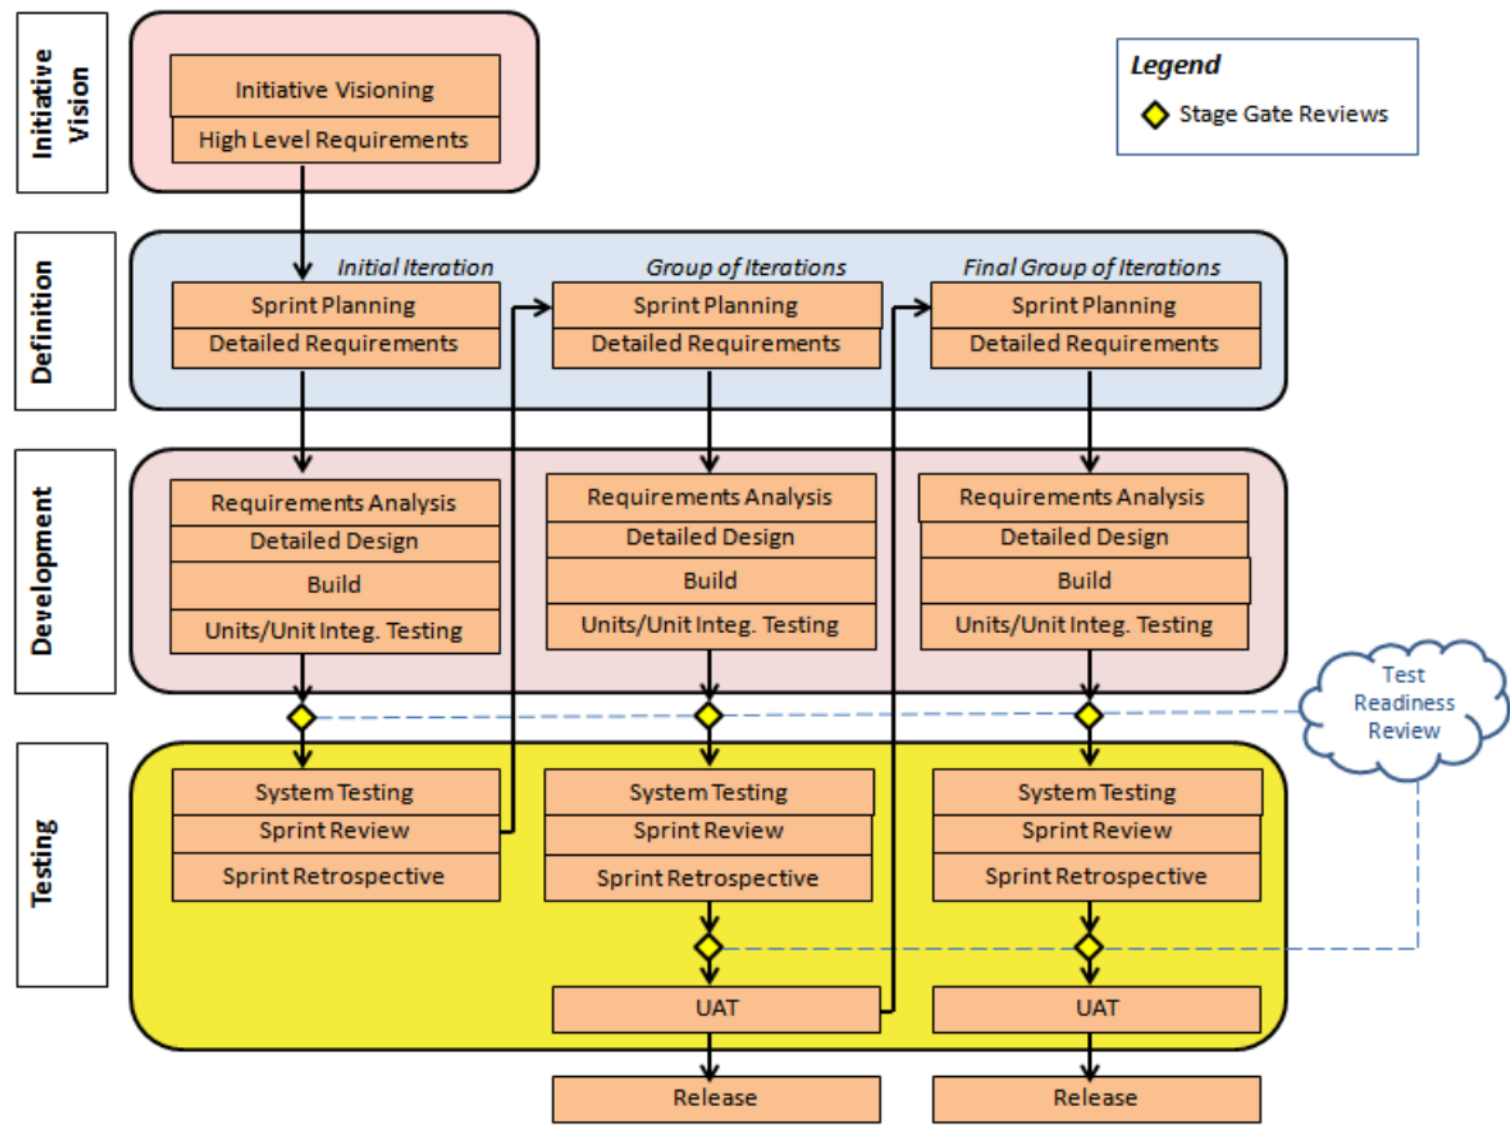 Initiative
Vision
Initiative Visioning
High Level Requirements
Legend
Stage Gate Reviews
Definition
Initial Iteration
Group of Iterations
Final Group of Iterations
Sprint Planning
Sprint Planning
Sprint Planning
Detailed Requirements
Detailed Requirements
Detailed Requirements
Development
Requirements Analysis
Detailed Design
Build
Units/Unit Integ. Testing
Requirements Analysis
Detailed Design
Build
Units/Unit Integ. Testing
Requirements Analysis
Detailed Design
Build
Units/Unit Integ. Testing
Test
Readiness
Review
Testing
System Testing
Sprint Review
Sprint Retrospective
System Testing
Sprint Review
Sprint Retrospective
UAT
Release
System Testing
Sprint Review
Sprint Retrospective
UAT
Release